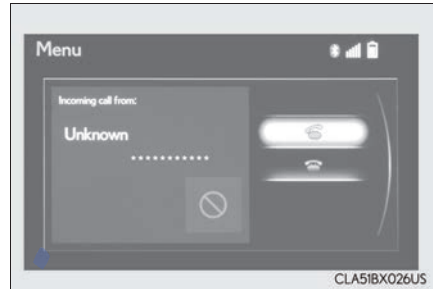 Menu
Incoming call from:
Unknown
...........
CLA51BX026US